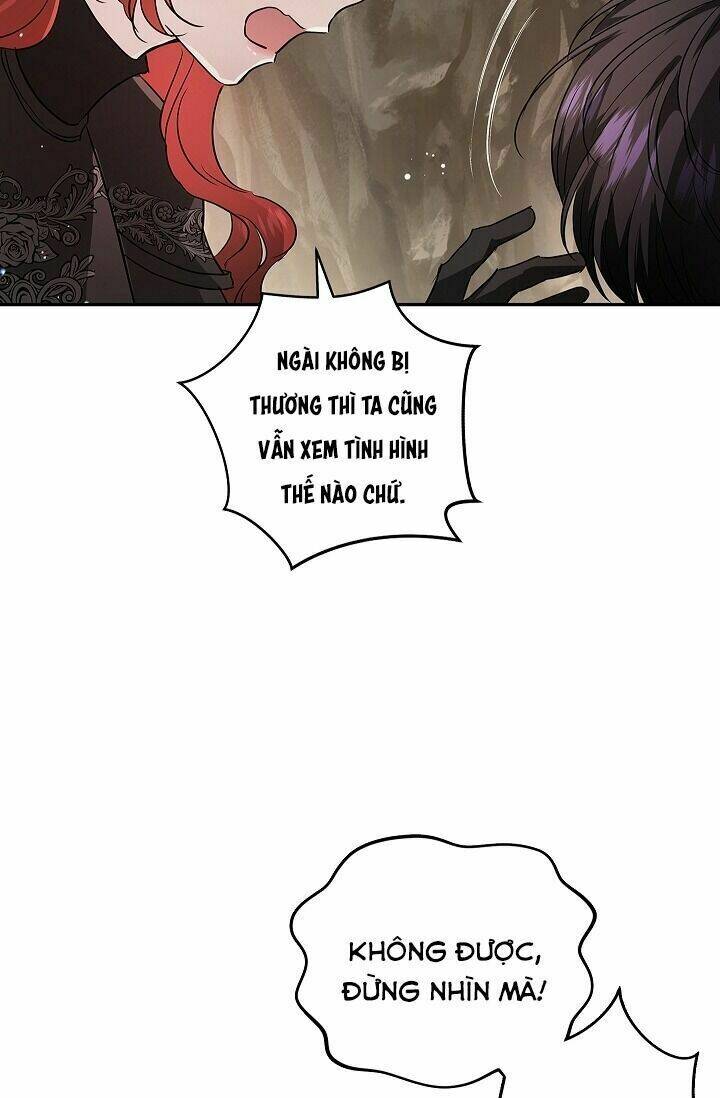 NGÀI KHÔNG BỊ
THƯƠNG THÌ TA CŨNG
VẪN XEM TÌNH HÌNH
THẾ NÀO CHỨ.
KHÔNG ĐƯỢC,
ĐỪNG NHÌN MÀ!